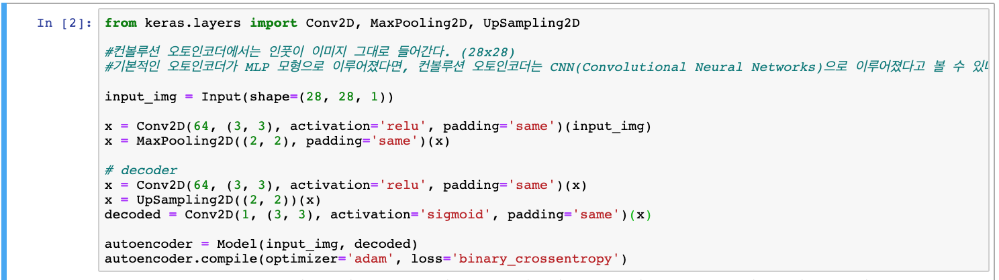 In [2]:
from keras.layers import Conv2D, MaxPooling2D, UpSampling2D
#컨볼루션 오토인코더에서는 인풋이 이미지 그대로 들어간다. (28x28)
#기본적인 오토인코더가 MLP 모형으로 이루어졌다면, 컨볼루션 오토인코더는 CNN(Convolutional Neural Networks)으로 이루어졌다고 볼 수
input_img = Input(shape=(28, 28, 1))
x = Conv2D(64, (3, 3), activation='relu', padding='same')(input_img)
x = MaxPooling2D((2, 2), padding='same')(x)
# decoder
x = Conv2D(64, (3, 3), activation='relu', padding='same')(x)
x = UpSampling2D((2, 2))(x)
decoded = Conv2D(1, (3, 3), activation='sigmoid', padding='same')(x)
autoencoder = Model(input_img, decoded)
autoencoder.compile(optimizer='adam', loss='binary_crossentropy')